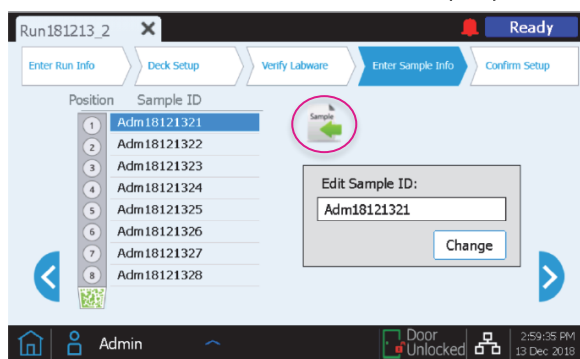 Run181213_2
Ready
Enter Run Info
Deck Setup
Verify Labware
Enter Sample Info
Confirm Setup
Position Sample ID
1 Adm18121321
2 Adm18121322
3 Adm18121323
4 Adm18121324
5 Adm18121325
6 Adm18121326
7 Adm18121327
8 Adm18121328
Sample
Edit Sample ID:
Adm18121321
Change
Admin
Door
Unlocked
2:59:35 PM
13 Dec 2018